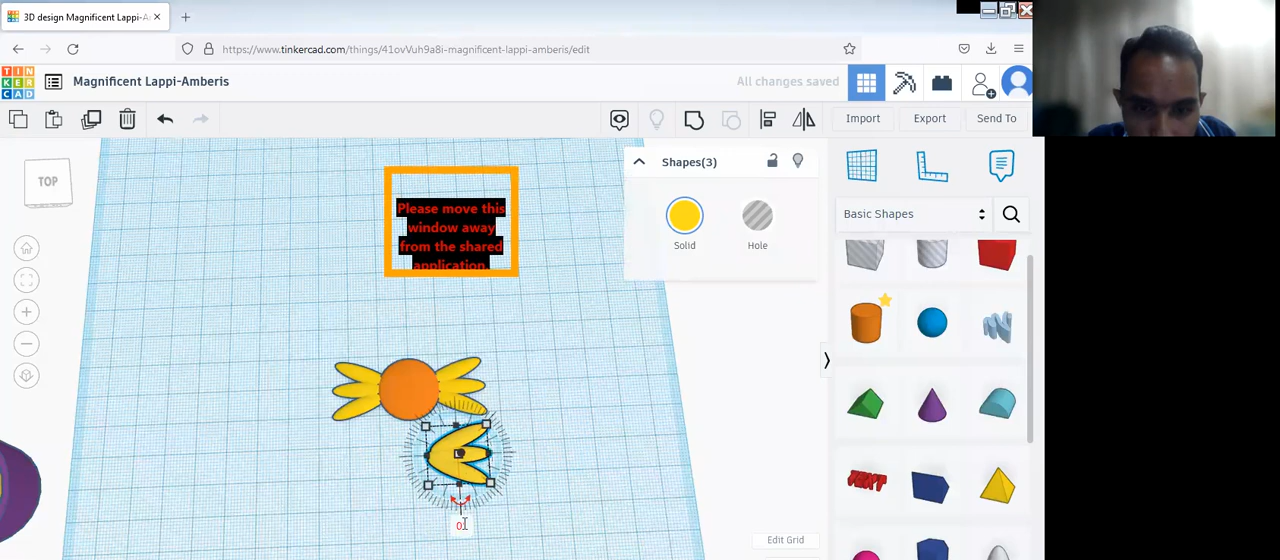 3D design Magnificent Lappi-A
https://www.tinkercad.com/things/41ovVuh9a8i-magnificent-lappi-amberis/edit
TIN
KER
CAD
Magnificent Lappi-Amberis
All changes saved
Import
Export
Send To
TOP
Please move this
window away
from the shared
application.
Shapes(3)
Solid
Hole
Basic Shapes
TEXT
0
Edit Grid